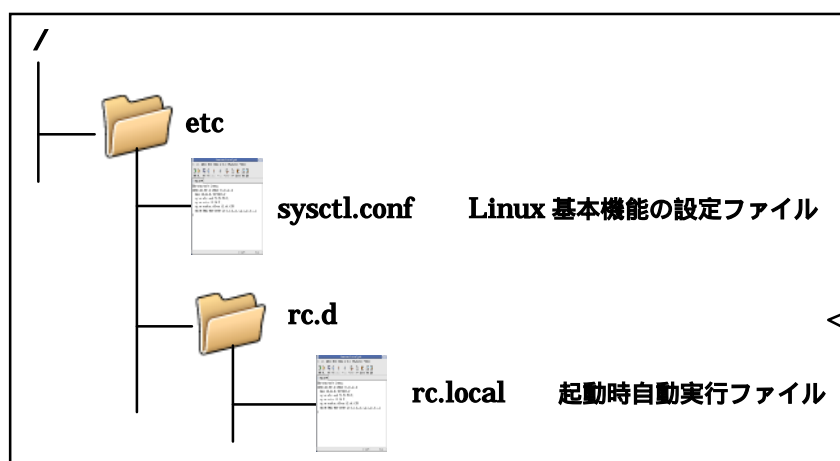 /
etc
sysctl.conf Linux 基本機能の設定ファイル
rc.d
<
rc.local 起動時自動実行ファイル